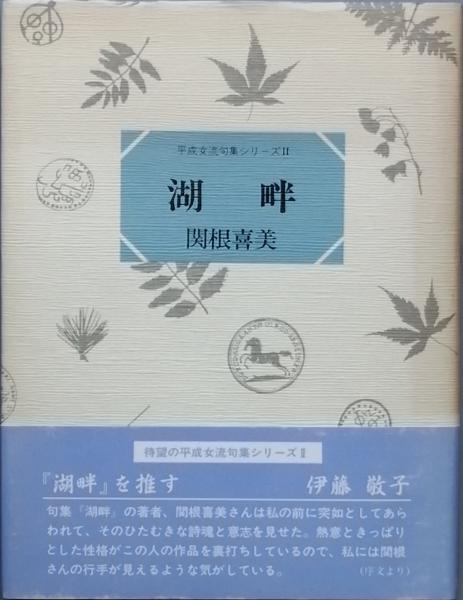 平成女流句集シリーズⅡ
湖畔
関根喜美
待望の平成女流句集シリーズⅡ
『湖畔』を推す 伊藤敬子
句集『湖畔』の著者、関根喜美さんは私の前に突如としてあら
われて、そのひたむきな詩魂と意志を見せた。熱意ときっぱり
とした性格がこの人の作品を裏打ちしているので、私には関根
さんの行手が見えるような気がしている。 (序文より)